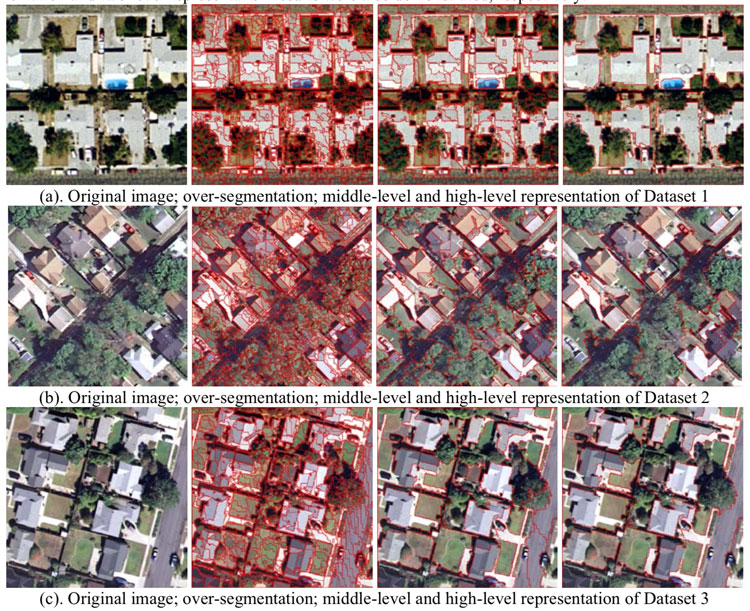 (a). Original image; over-segmentation; middle-level and high-level representation of Dataset 1
(b). Original image; over-segmentation; middle-level and high-level representation of Dataset 2
(c). Original image; over-segmentation; middle-level and high-level representation of Dataset 3